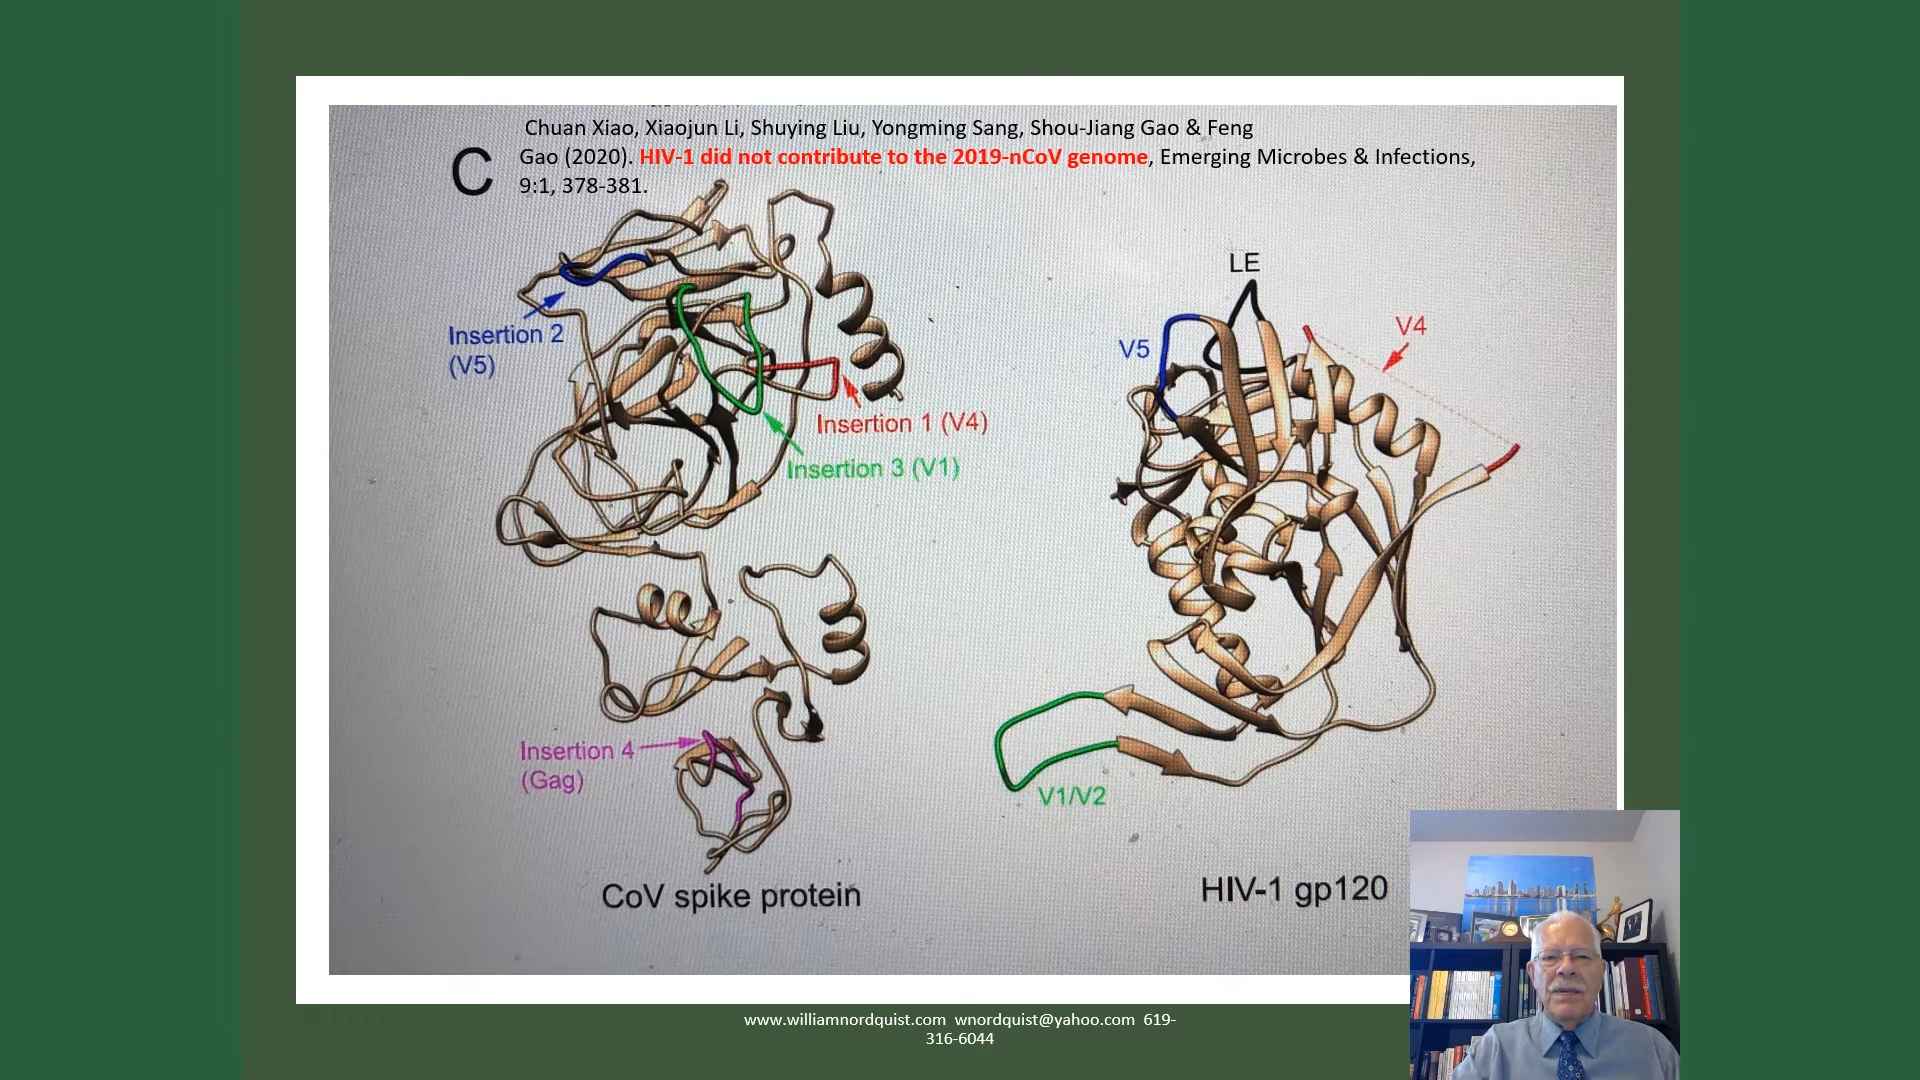 Chuan Xiao, Xiaojun Li, Shuying Liu, Yongming Sang, Shou-Jiang Gao & Feng
Gao (2020). HIV-1 did not contribute to the 2019-nCoV genome, Emerging Microbes & Infections,
9:1, 378-381.
C
Insertion 2
(V5)
Insertion 1 (V4)
Insertion 3 (V1)
Insertion 4
(Gag)
CoV spike protein
LE
V5
V4
V1/V2
HIV-1 gp120
www.williamnordquist.com wnordquist@yahoo.com 619-
316-6044